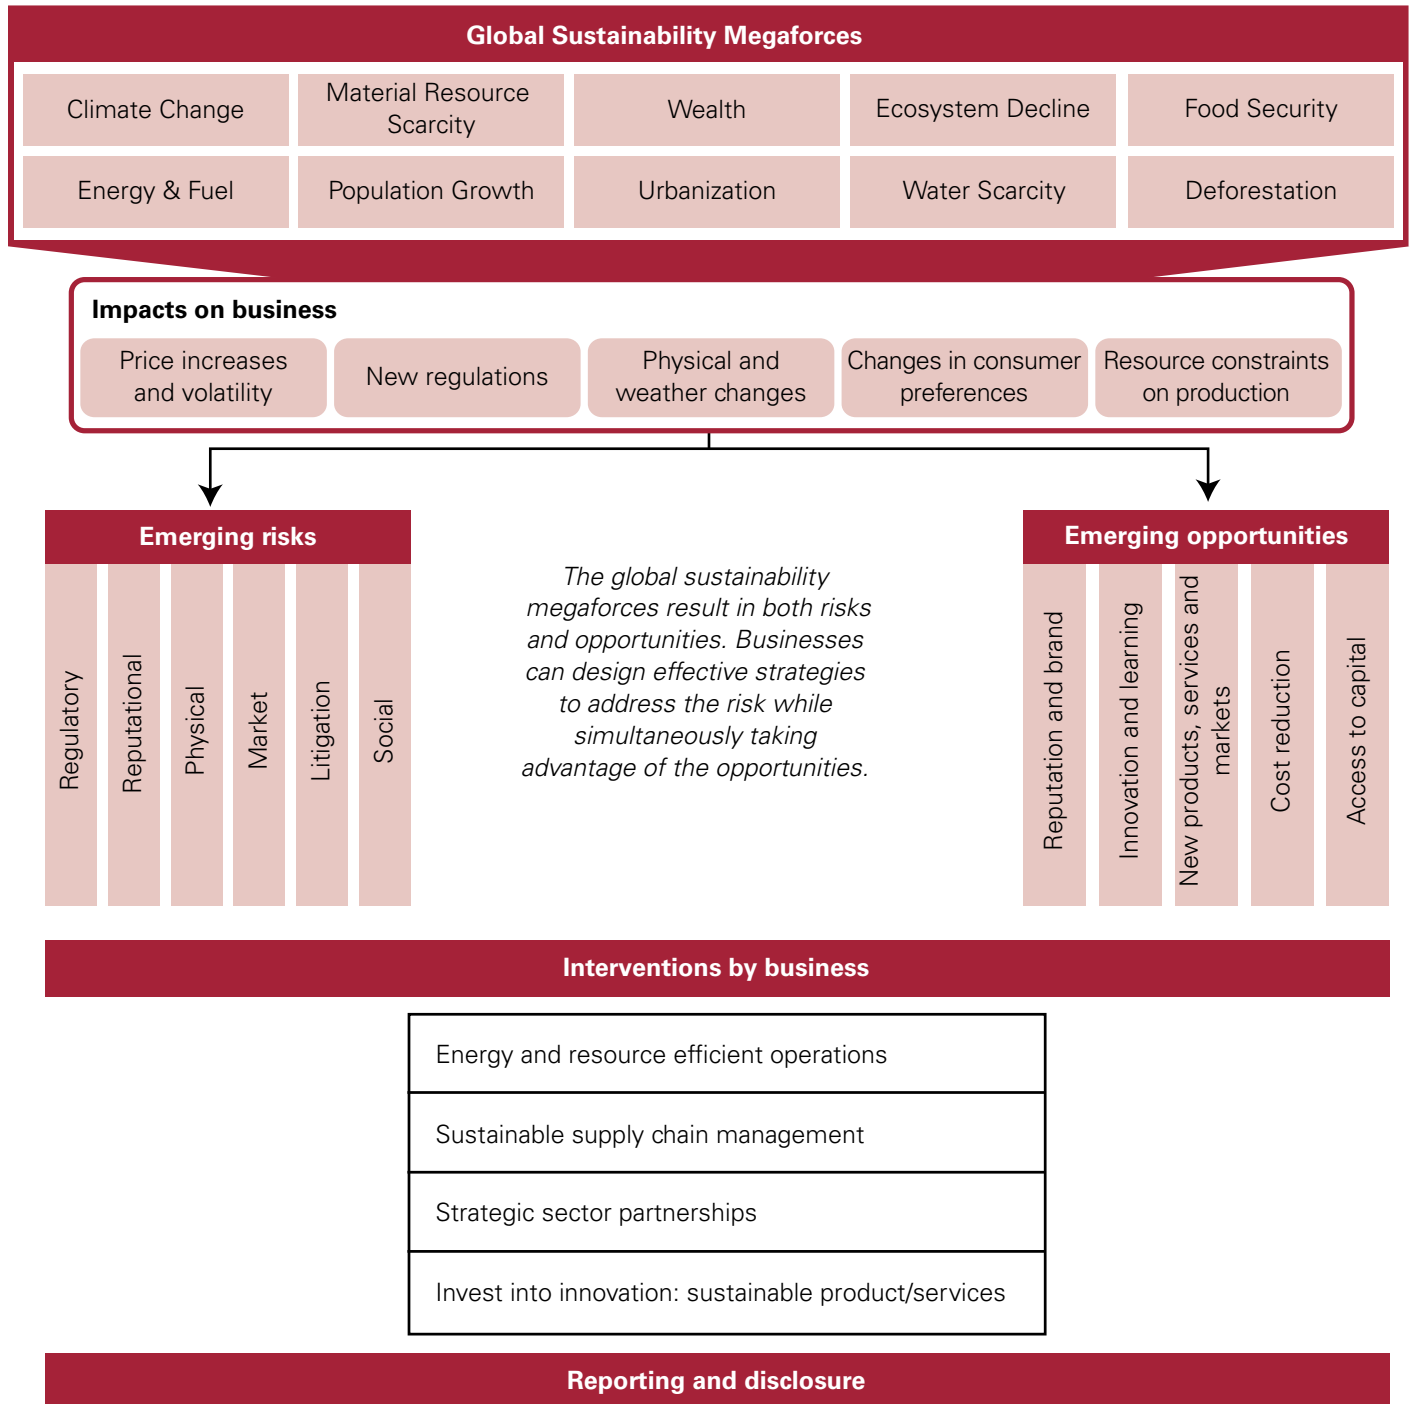 Global Sustainability Megaforces
Climate Change
Material Resource
Scarcity
Wealth
Ecosystem Decline
Food Security
Energy & Fuel
Population Growth
Urbanization
Water Scarcity
Deforestation
Impacts on business
Price increases
and volatility
New regulations
Physical and
weather changes
Changes in consumer
preferences
Resource constraints
on production
Emerging risks
Regulatory
Reputational
Physical
Market
Litigation
Social
The global sustainability
megaforces result in both risks
and opportunities. Businesses
can design effective strategies
to address the risk while
simultaneously taking
advantage of the opportunities.
Emerging opportunities
Reputation and brand
Innovation and learning
New products, services and
markets
Cost reduction
Access to capital
Interventions by business
Energy and resource efficient operations
Sustainable supply chain management
Strategic sector partnerships
Invest into innovation: sustainable product/services
Reporting and disclosure